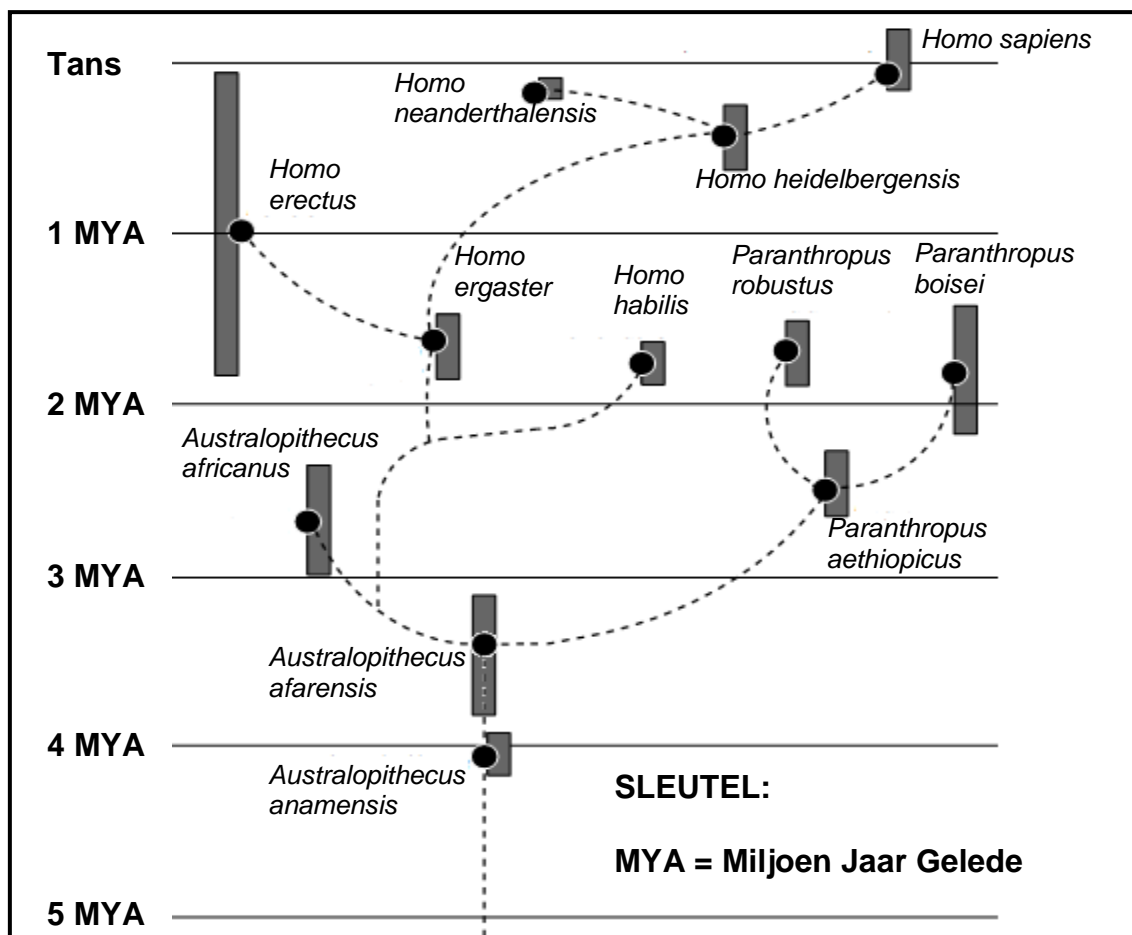 Tans
Homo sapiens
Homo
neanderthalensis
Homo
erectus
Homo heidelbergensis
1 MYA
Homo
ergaster
Homo
habilis
Paranthropus
robustus
Paranthropus
boisei
2 MYA
Australopithecus
africanus
Paranthropus
aethiopicus
3 MYA
Australopithecus
afarensis
4 MYA
Australopithecus
anamensis
SLEUTEL:
MYA = Miljoen Jaar Gelede
5 MYA